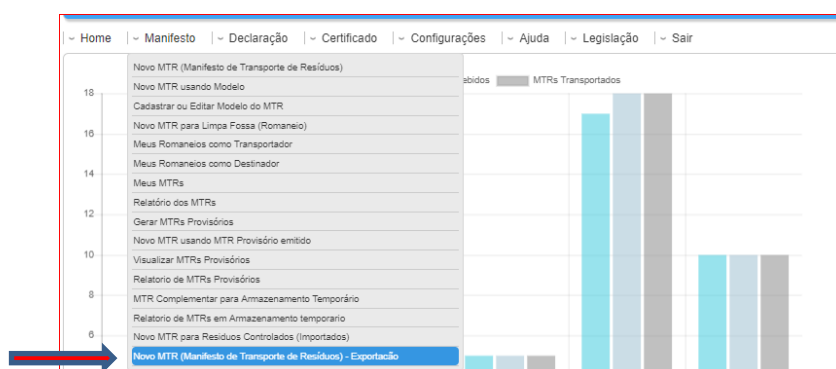 Home Manifesto Declaração Certificado Configurações Ajuda Legislação Sair
Novo MTR (Manifesto de Transporte de Resíduos)
Novo MTR usando Modelo
Cadastrar ou Editar Modelo do MTR
Novo MTR para Limpa Fossa (Romaneio)
Meus Romaneios como Transportador
Meus Romaneios como Destinador
Meus MTRs
Relatório dos MTRs
Gerar MTRs Provisórios
Novo MTR usando MTR Provisório emitido
Visualizar MTRs Provisórios
Relatorio de MTRs Provisórios
MTR Complementar para Armazenamento Temporário
Relatorio de MTRs em Armazenamento temporario
Novo MTR para Residuos Controlados (Importados)
Novo MTR (Manifesto de Transporte de Resíduos) - Exportacão
ebidos MTRs Transportados
18
16
14
12
10
8
6